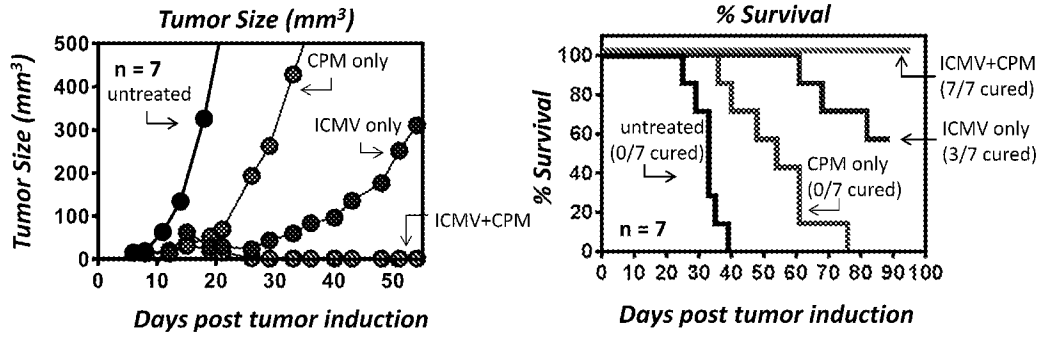 Tumor Size (mm³)
Tumor Size (mm³)
500
400
300
200
100
0
n = 7
untreated
CPM only
ICMV only
ICMV+CPM
0
10
20
30
40
50
Days post tumor induction
% Survival
% Survival
100
80
60
40
20
0
untreated
(0/7 cured)
CPM only
(0/7 cured)
n = 7
ICMV+CPM
(7/7 cured)
ICMV only
(3/7 cured)
0
10
20
30
40
50
60
70
80
90
100
Days post tumor induction